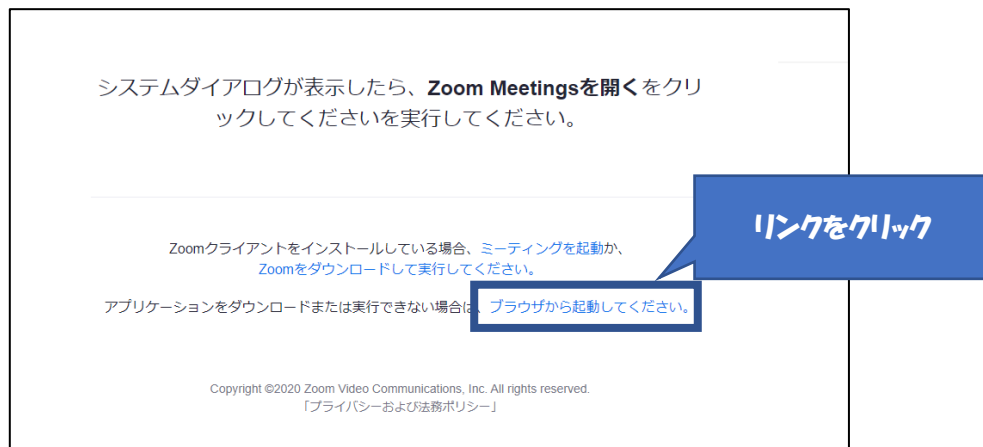 システムダイアログが表示したら、Zoom Meetingsを開くをクリ
ックしてくださいを実行してください。
リンクをクリック
Zoomクライアントをインストールしている場合、ミーティングを起動か、
Zoomをダウンロードして実行してください。
アプリケーションをダウンロードまたは実行できない場合は、ブラウザから起動してください。
Copyright ©2020 Zoom Video Communications, Inc. All rights reserved.
「プライバシーおよび法務ポリシー」